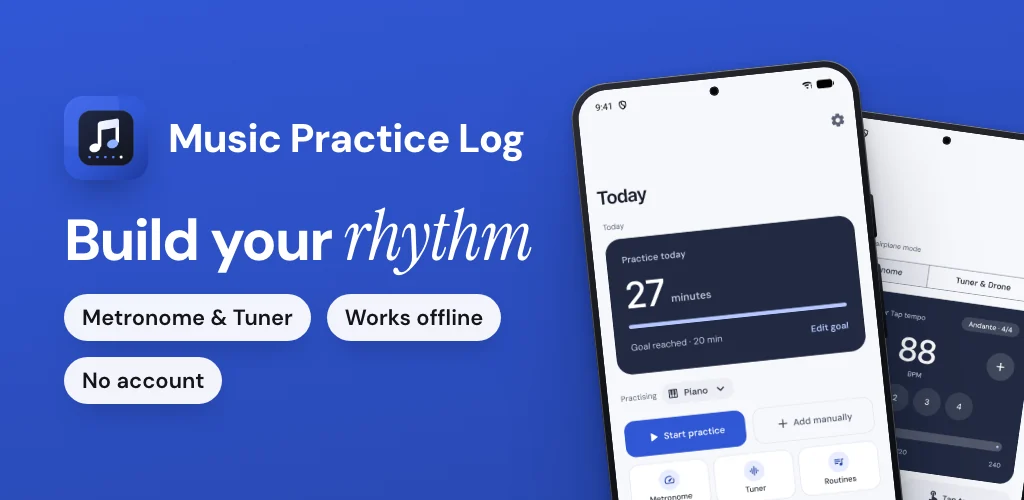 Music Practice Log
Build your rhythm
Metronome & Tuner
Works offline
No account
9:41
Today
Today
Practice today
27 minutes
Goal reached · 20 min
Edit goal
Practising
Piano
Start practice
Add manually
Metronome
Tuner
Routines
airplane mode
Tuner & Drone
Tap tempo
Andante · 4/4
88
BPM
+
2
3
4
240